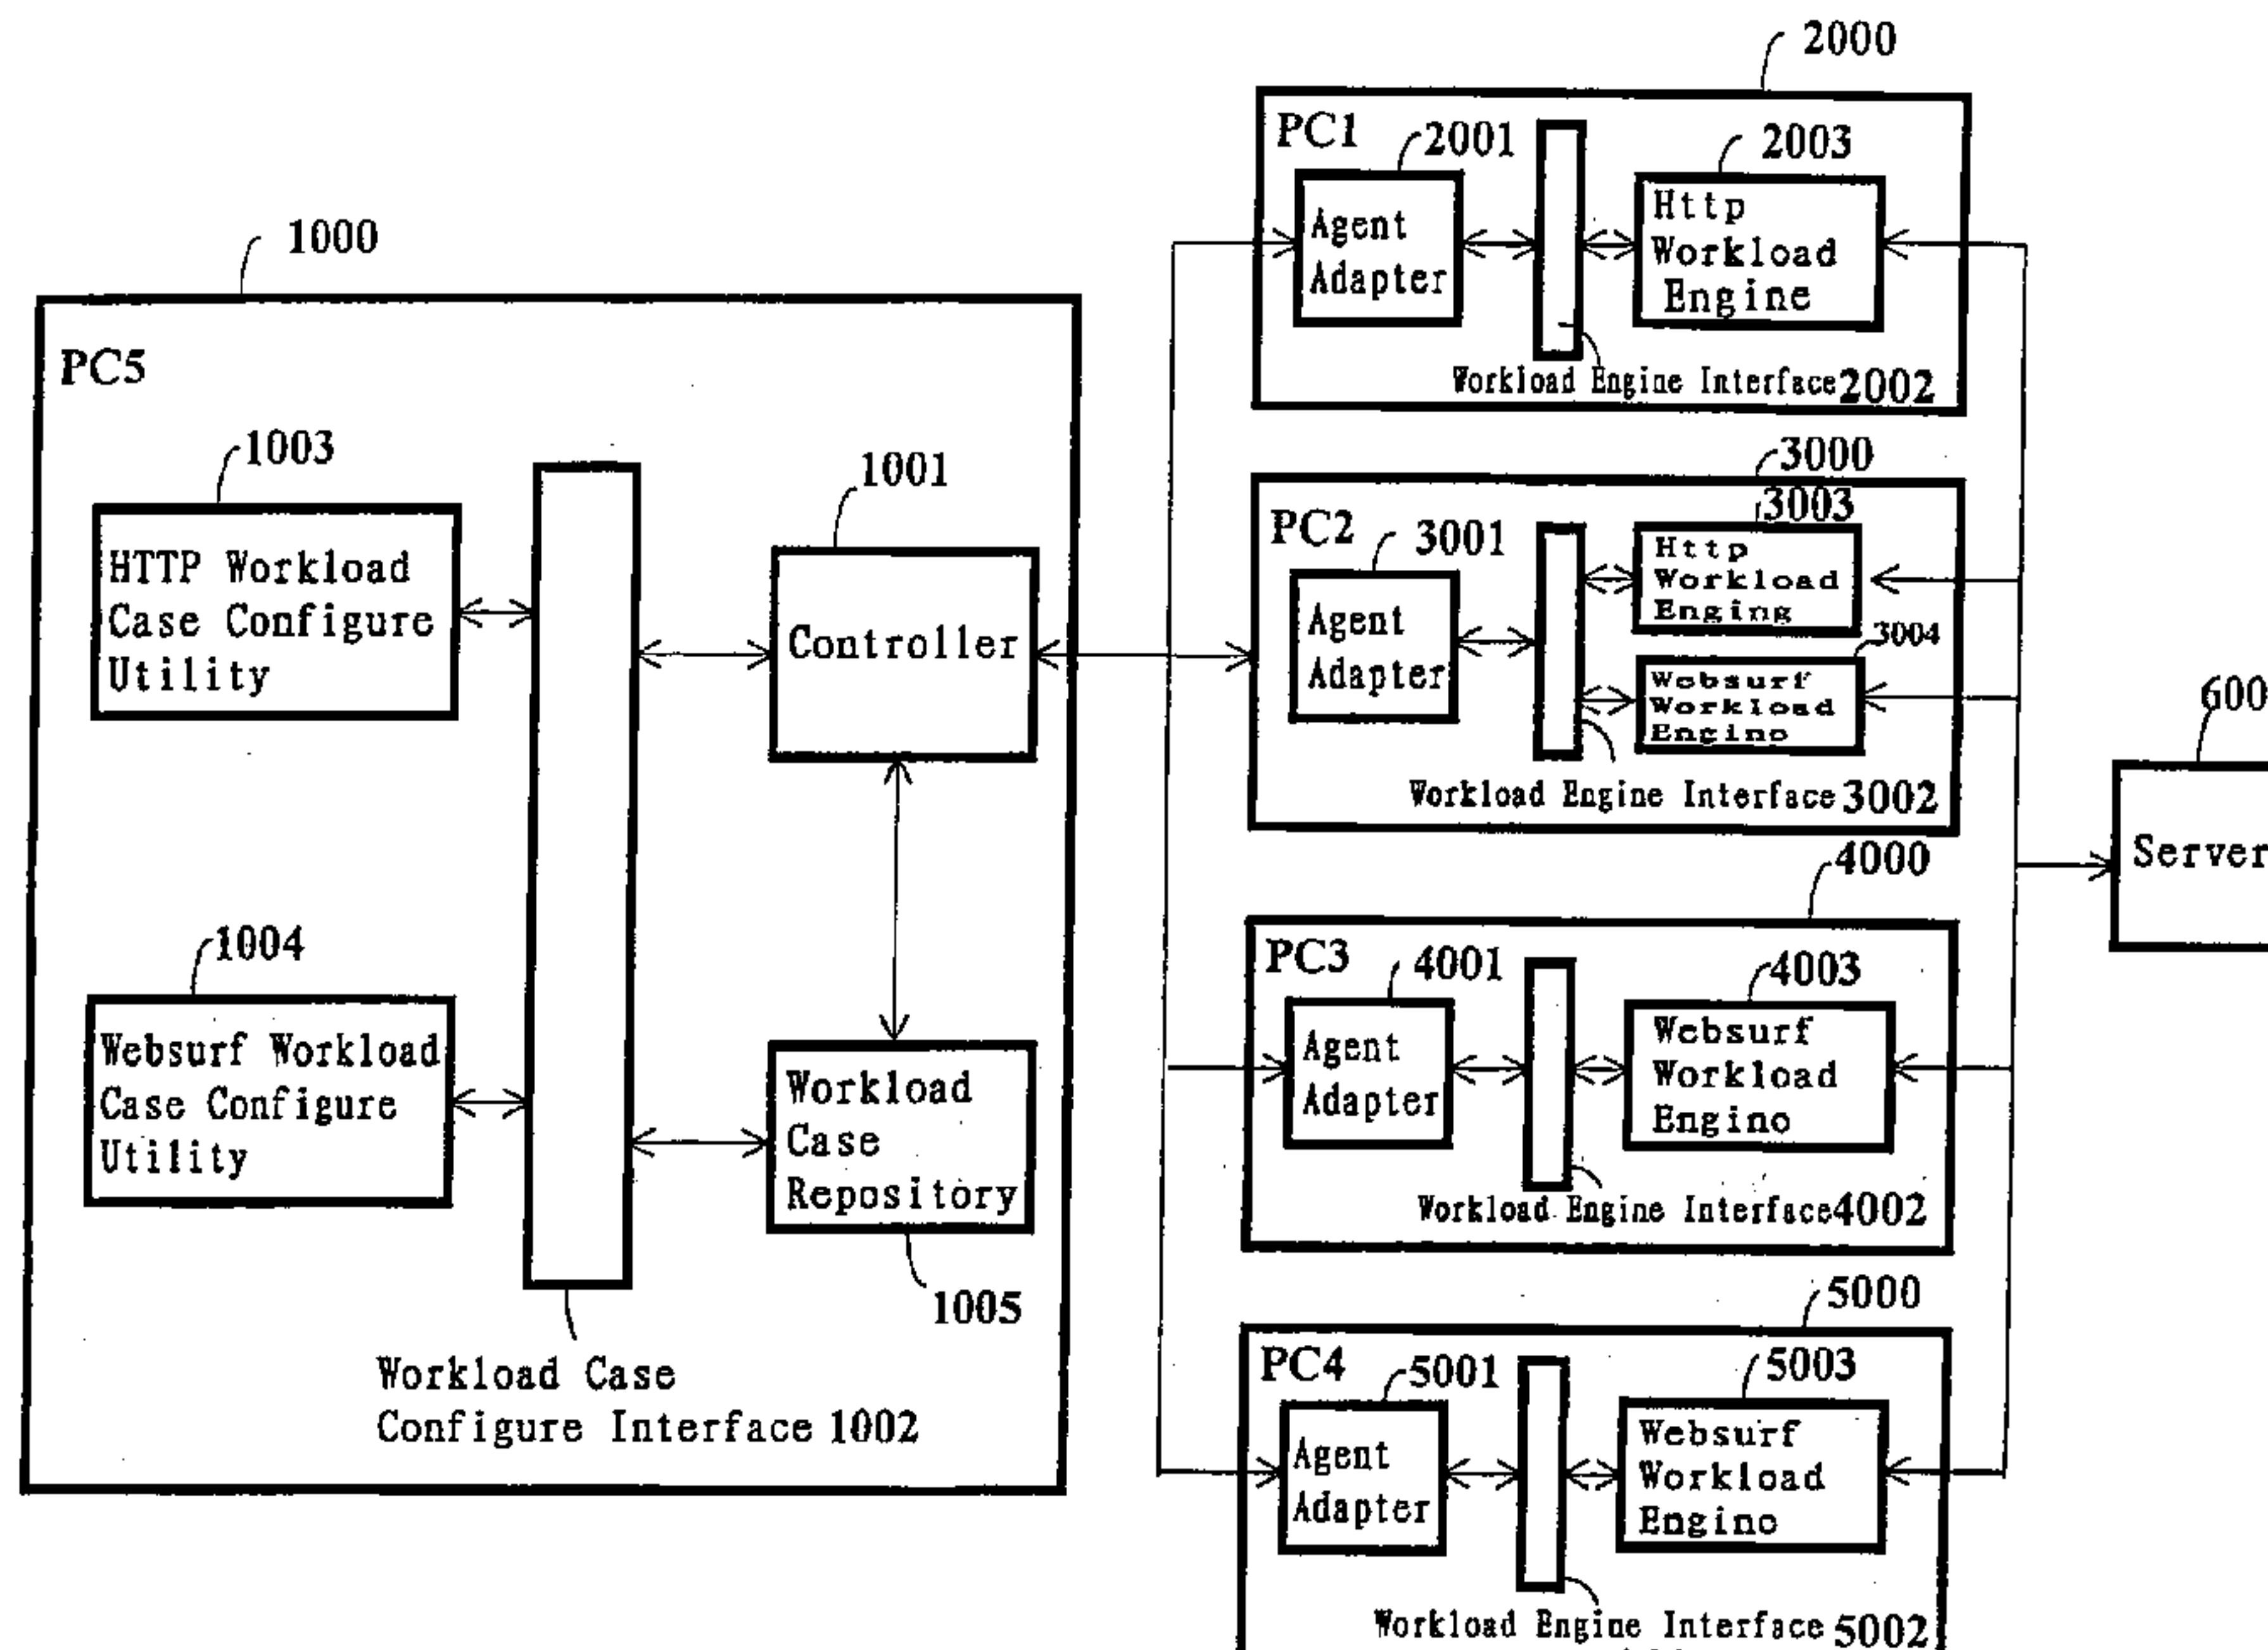 1000
PC5
1003
HTTP Workload
Case Configure
Utility
1001
Controller
1004
Websurf Workload
Case Configure
Utility
Workload
Case
Repository
1005
Workload Case
Configure Interface 1002
2000
PC1
2001
Agent
Adapter
2003
Http
Workload
Engine
Workload Engine Interface 2002
3000
PC2
3001
Agent
Adapter
3003
Http
Workload
Enging
3004
Websurf
Workload
Engino
Workload Engine Interface 3002
4000
PC3
4001
Agent
Adapter
4003
Websurf
Workload
Engino
Workload Engine Interface 4002
5000
PC4
5001
Agent
Adapter
5003
Websurf
Workload
Engino
Workload Engine Interface 5002
600
Server